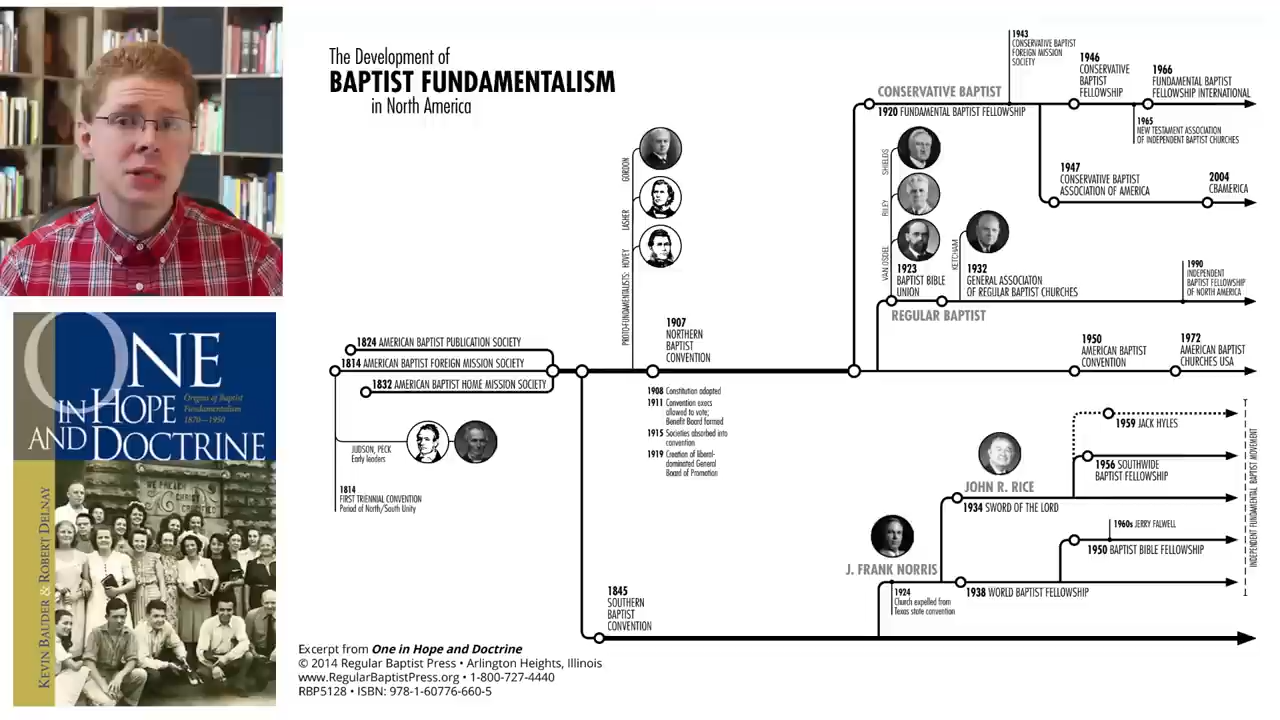 The Development of
BAPTIST FUNDAMENTALISM
in North America
1943
CONSERVATIVE BAPTIST
FOREIGN MISSION
SOCIETY
1946
CONSERVATIVE
BAPTIST
FELLOWSHIP
1966
FUNDAMENTAL BAPTIST
FELLOWSHIP INTERNATIONAL
CONSERVATIVE BAPTIST
1920 FUNDAMENTAL BAPTIST FELLOWSHIP
1965
NEW TESTAMENT ASSOCIATION
OF INDEPENDENT BAPTIST CHURCHES
1947
CONSERVATIVE BAPTIST
ASSOCIATION OF AMERICA
2004
CBAMERICA
PROTO-FUNDAMENTALISTS: HOVEY
LASHER
GORDON
VAN OSDEL
RILEY
SHIELDS
KETCHAM
1923
BAPTIST BIBLE
UNION
1932
GENERAL ASSOCIATON
OF REGULAR BAPTIST CHURCHES
1990
INDEPENDENT
BAPTIST FELLOWSHIP
OF NORTH AMERICA
REGULAR BAPTIST
1824 AMERICAN BAPTIST PUBLICATION SOCIETY
1814 AMERICAN BAPTIST FOREIGN MISSION SOCIETY
1832 AMERICAN BAPTIST HOME MISSION SOCIETY
1907
NORTHERN
BAPTIST
CONVENTION
1950
AMERICAN BAPTIST
CONVENTION
1972
AMERICAN BAPTIST
CHURCHES USA
1908 Constitution adopted
1911 Convention execs
allowed to vote;
Benefit Board formed
1915 Societies absorbed into
convention
1919 Creation of liberal-
dominated General
Board of Promotion
JUDSON, PECK
Early leaders
1814
FIRST TRIENNIAL CONVENTION
Period of North/South Unity
1959 JACK HYLES
1956 SOUTHWIDE
BAPTIST FELLOWSHIP
JOHN R. RICE
1934 SWORD OF THE LORD
1960s JERRY FALWELL
1950 BAPTIST BIBLE FELLOWSHIP
J. FRANK NORRIS
1938 WORLD BAPTIST FELLOWSHIP
1924
Church expelled from
Texas state convention
INDEPENDENT FUNDAMENTAL BAPTIST MOVEMENT
1845
SOUTHERN
BAPTIST
CONVENTION
Excerpt from One in Hope and Doctrine
© 2014 Regular Baptist Press • Arlington Heights, Illinois
www.RegularBaptistPress.org • 1-800-727-4440
RBP5128 • ISBN: 978-1-60776-660-5
ONE
IN HOPE
AND DOCTRINE
Origins of Baptist
Fundamentalism
1870—1950
KEVIN BAUDER & ROBERT DELNAY
WE PREACH
CHRIST
CRUCIFIED